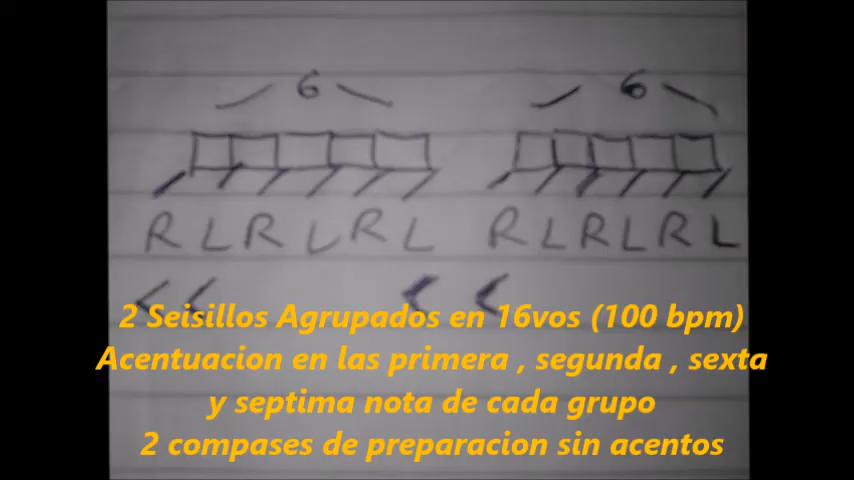 6 6
R L R L R L R L R L R L
2 Seisillos Agrupados en 16vos (100 bpm)
Acentuacion en las primera , segunda , sexta
y septima nota de cada grupo
2 compases de preparacion sin acentos